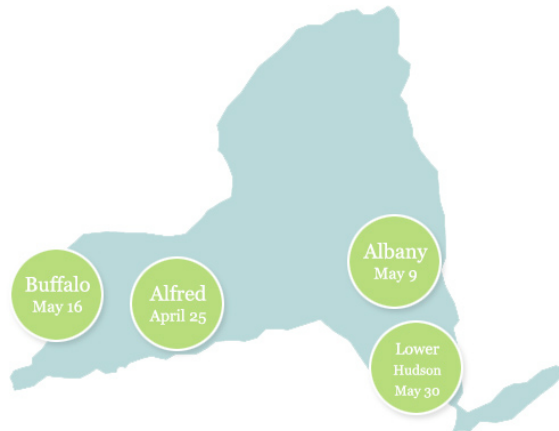 Buffalo
May 16
Alfred
April 25
Albany
May 9
Lower
Hudson
May 30